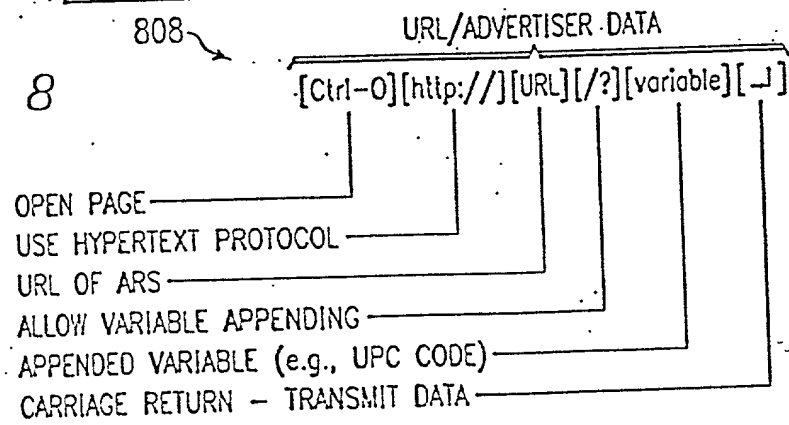 808 URL/ADVERTISER DATA
8 [Ctrl-O][http://][URL][/?][variable][↵]
OPEN PAGE
USE HYPERTEXT PROTOCOL
URL OF ARS
ALLOW VARIABLE APPENDING
APPENDED VARIABLE (e.g., UPC CODE)
CARRIAGE RETURN – TRANSMIT DATA